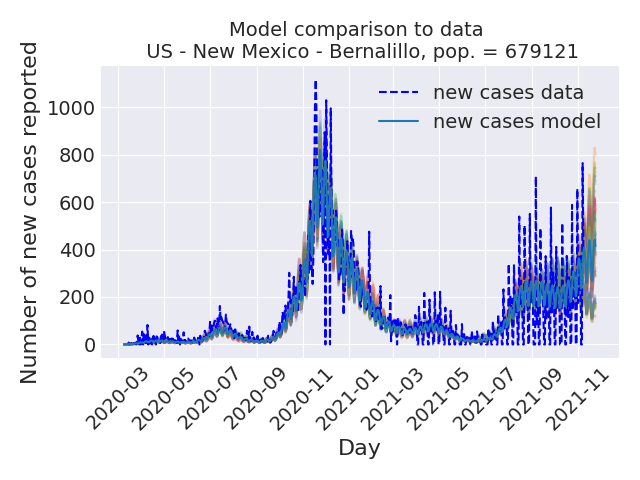 Model comparison to data
US - New Mexico - Bernalillo, pop. = 679121
Number of new cases reported
1000
800
600
400
200
0
new cases data
new cases model
2020-03
2020-05
2020-07
2020-09
2020-11
2021-01
2021-03
2021-05
2021-07
2021-09
2021-11
Day